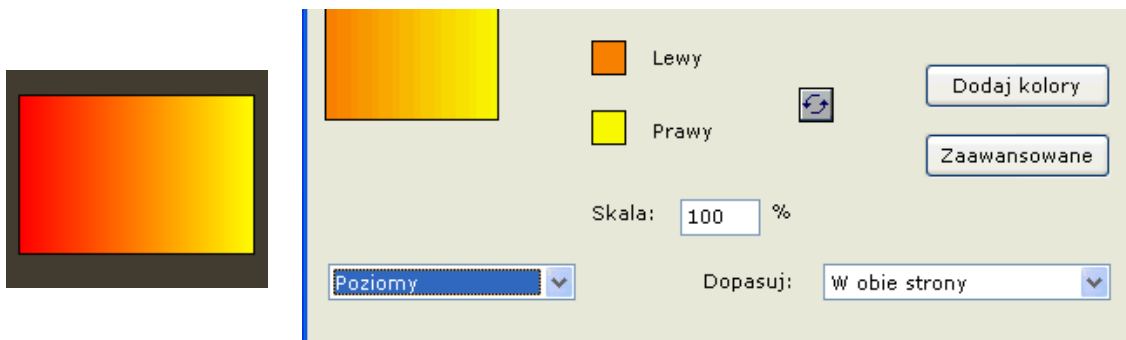 Lewy
Dodaj kolory
Prawy
Zaawansowane
Skala: 100 %
Poziomy Dopasuj: W obie strony